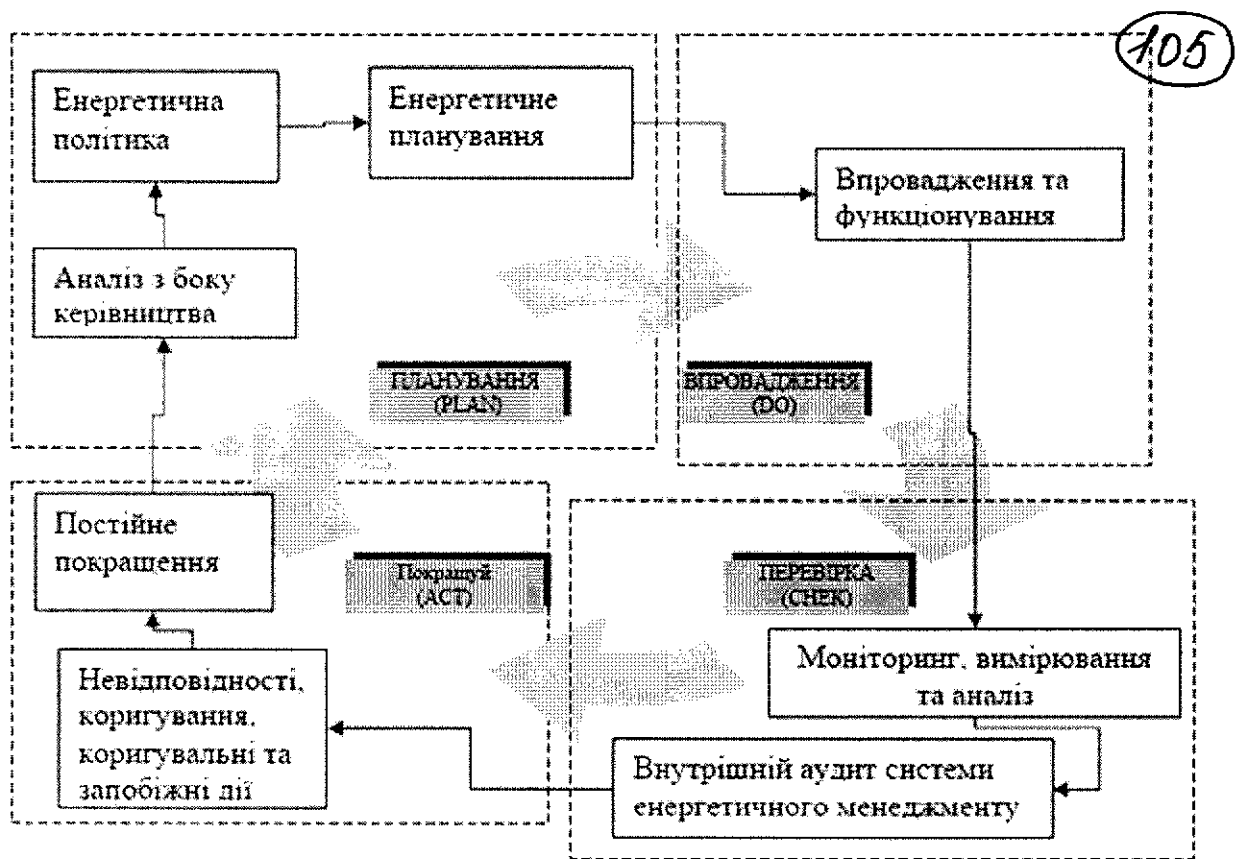 105
Енергетична
політика
Енергетичне
планування
Впровадження та
функціонування
Аналіз з боку
керівництва
ПЛАНУВАННЯ
(PLAN)
ВПРОВАДЖЕННЯ
(DO)
Постійне
покращення
Покращуй
(ACT)
ПЕРЕВІРКА
(CHEK)
Моніторинг, вимірювання
та аналіз
Невідповідності,
коригування,
коригувальні та
запобіжні дії
Внутрішній аудит системи
енергетичного менеджменту